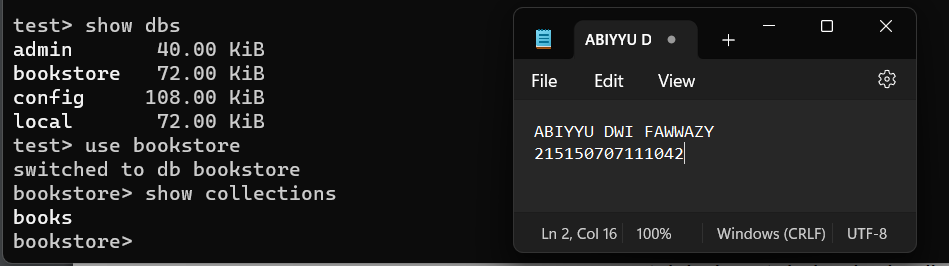 test> show dbs
admin 40.00 KiB
bookstore 72.00 KiB
config 108.00 KiB
local 72.00 KiB
test> use bookstore
switched to db bookstore
bookstore> show collections
books
bookstore>
ABIYYU D
File Edit View
ABIYYU DWI FAWWAZY
215150707111042
Ln 2, Col 16 100% Windows (CRLF) UTF-8